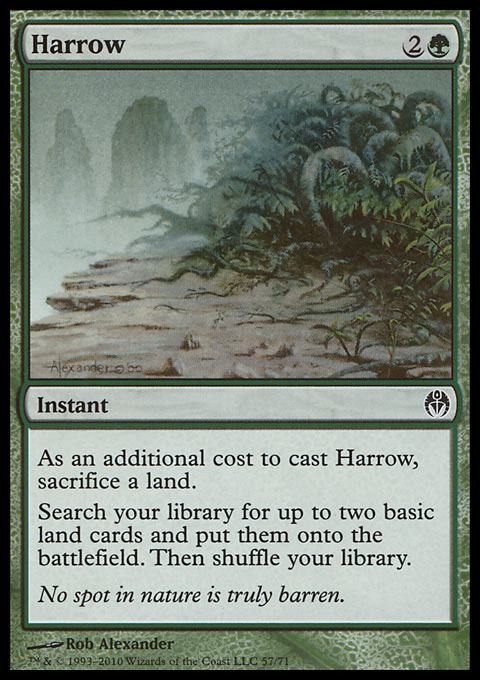 Harrow 2
Alexander ©'00
Instant
As an additional cost to cast Harrow,
sacrifice a land.
Search your library for up to two basic
land cards and put them onto the
battlefield. Then shuffle your library.
No spot in nature is truly barren.
Rob Alexander
™ & © 1993–2010 Wizards of the Coast LLC 57/71